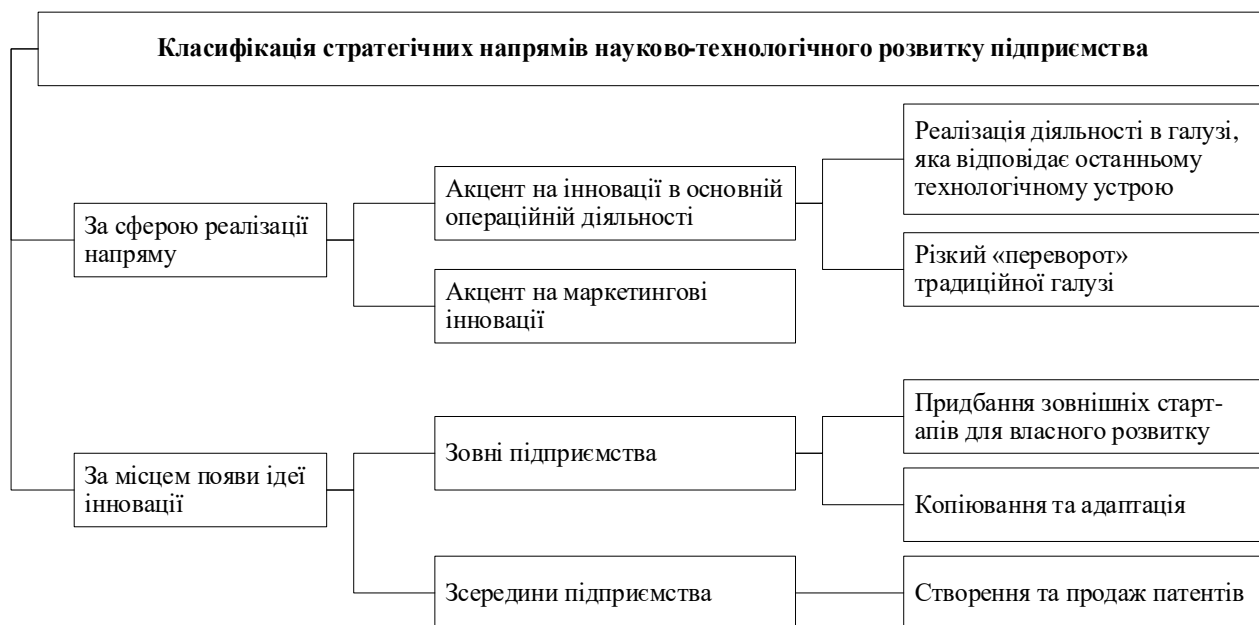 Класифікація стратегічних напрямів науково-технологічного розвитку підприємства
За сферою реалізації
напряму
Акцент на інновації в основній
операційній діяльності
Реалізація діяльності в галузі,
яка відповідає останньому
технологічному устрою
Різкий «переворот»
традиційної галузі
Акцент на маркетингові
інновації
За місцем появи ідеї
інновації
Зовні підприємства
Придбання зовнішніх старт-
апів для власного розвитку
Копіювання та адаптація
Зсередини підприємства
Створення та продаж патентів